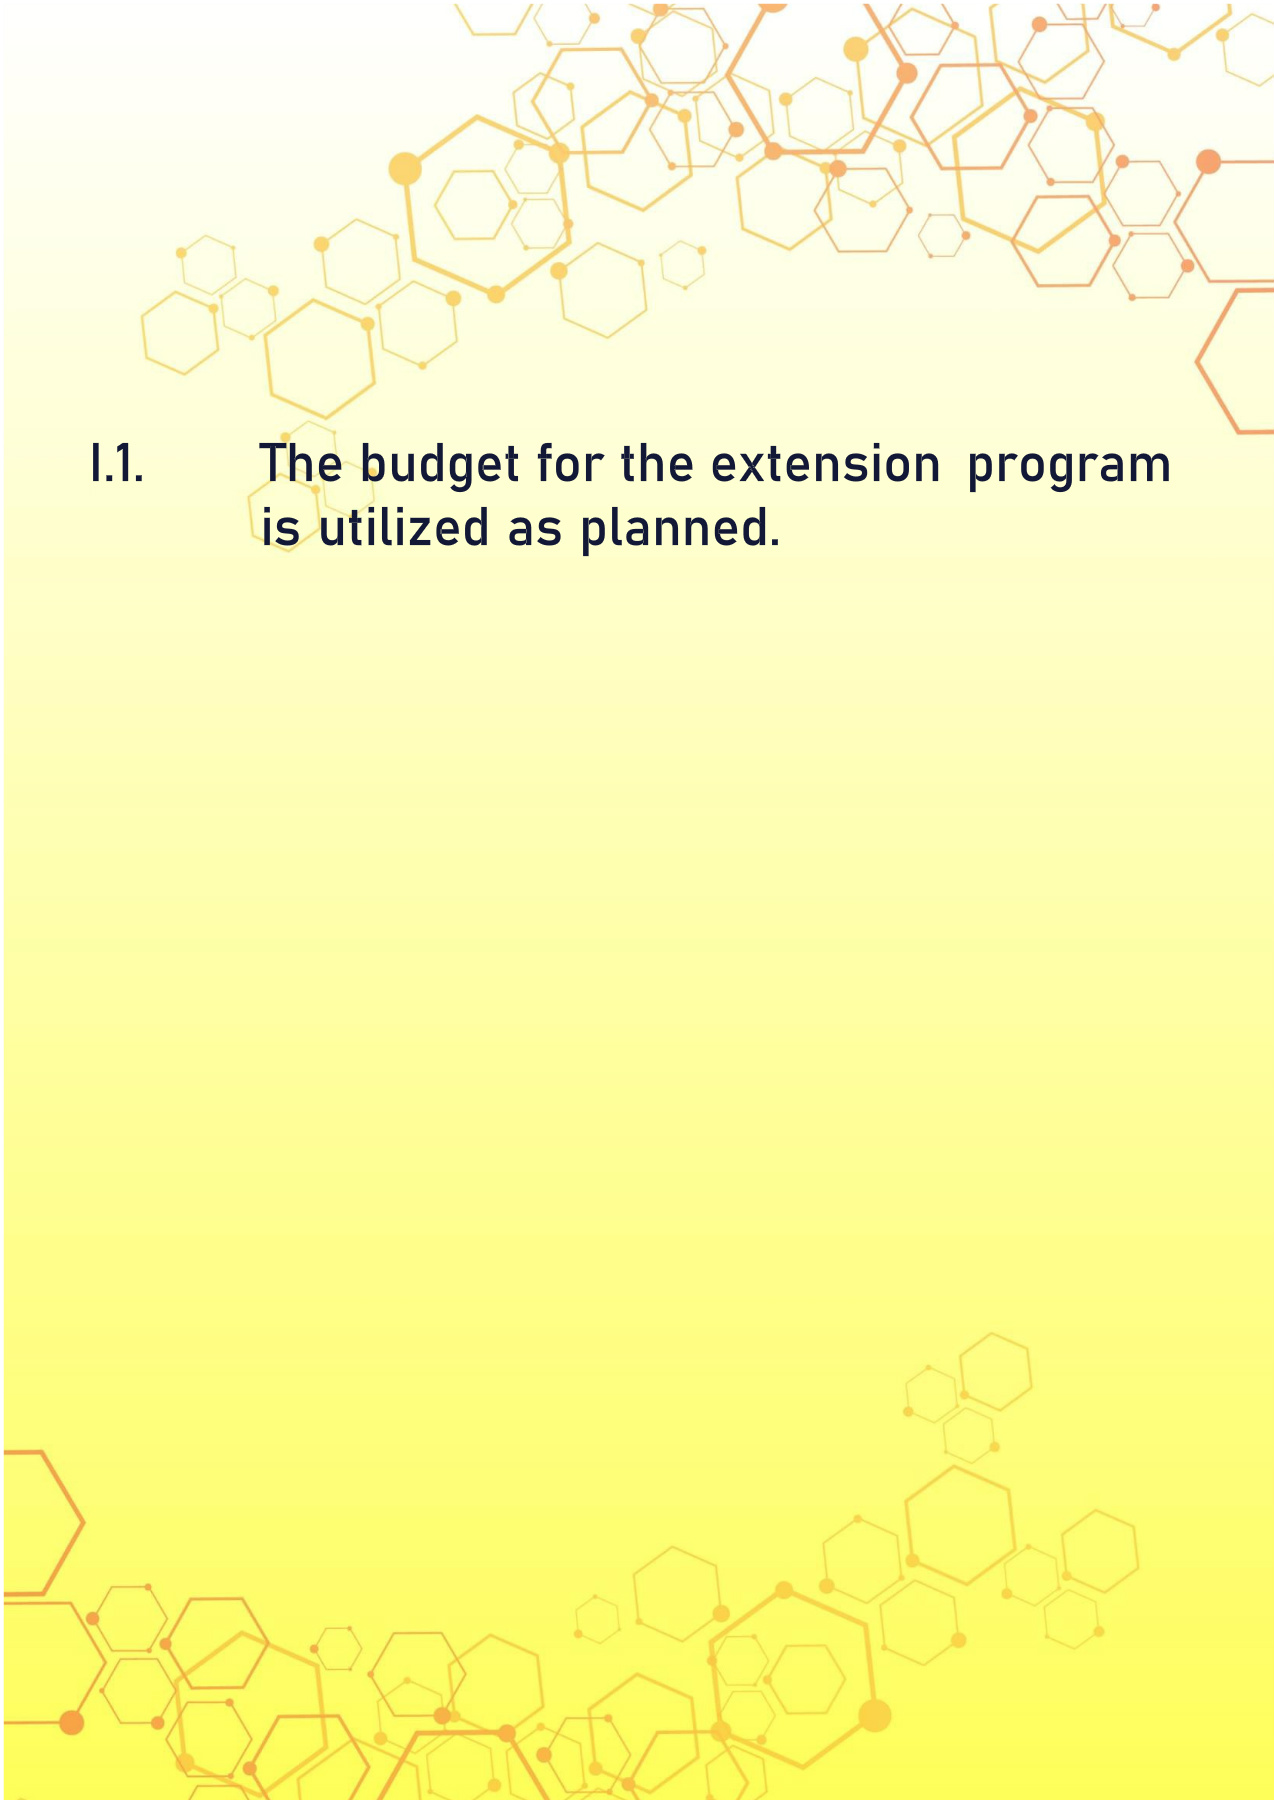 I.1. The budget for the extension program
is utilized as planned.